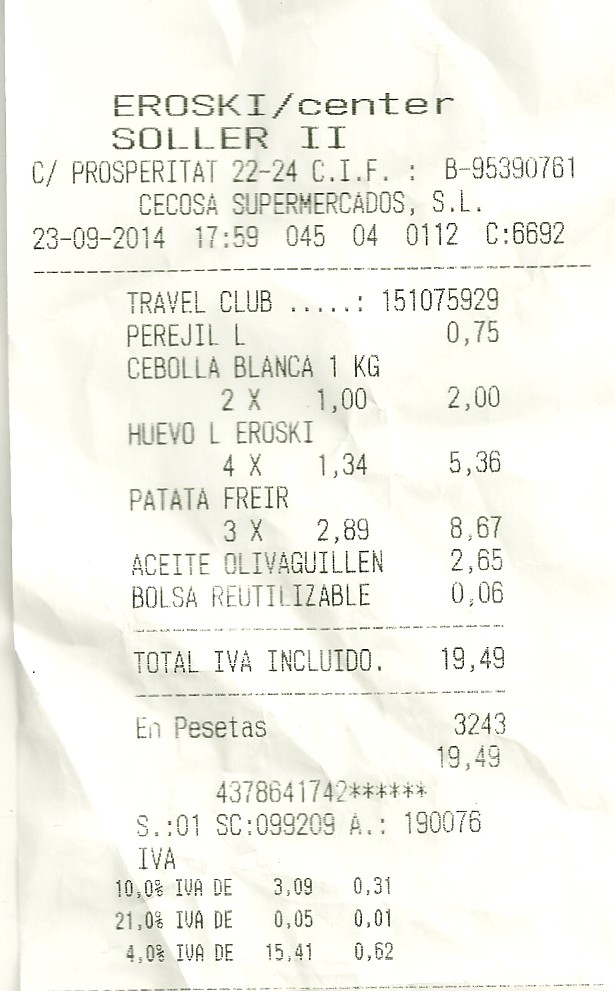 EROSKI/center
SOLLER II
C/ PROSPERITAT 22-24 C.I.F. : B-95390761
CECOSA SUPERMERCADOS, S.L.
23-09-2014 17:59 045 04 0112 C:6692
TRAVEL CLUB .....: 151075929
PEREJIL L 0,75
CEBOLLA BLANCA 1 KG
2 X 1,00 2,00
HUEVO L EROSKI
4 X 1,34 5,36
PATATA FREIR
3 X 2,89 8,67
ACEITE OLIVAGUILLEN 2,65
BOLSA REUTILIZABLE 0,06
TOTAL IVA INCLUIDO. 19,49
En Pesetas 3243
19,49
4378641742******
S.:01 SC:099209 A.: 190076
IVA
10,0% IVA DE 3,09 0,31
21,0% IVA DE 0,05 0,01
4,0% IVA DE 15,41 0,62